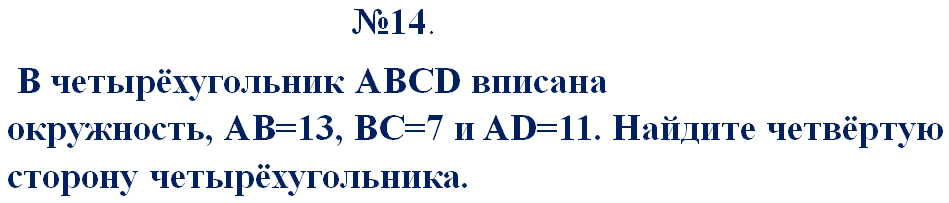 №14.
В четырёхугольник ABCD вписана
окружность, AB=13, BC=7 и AD=11. Найдите четвёртую
сторону четырёхугольника.